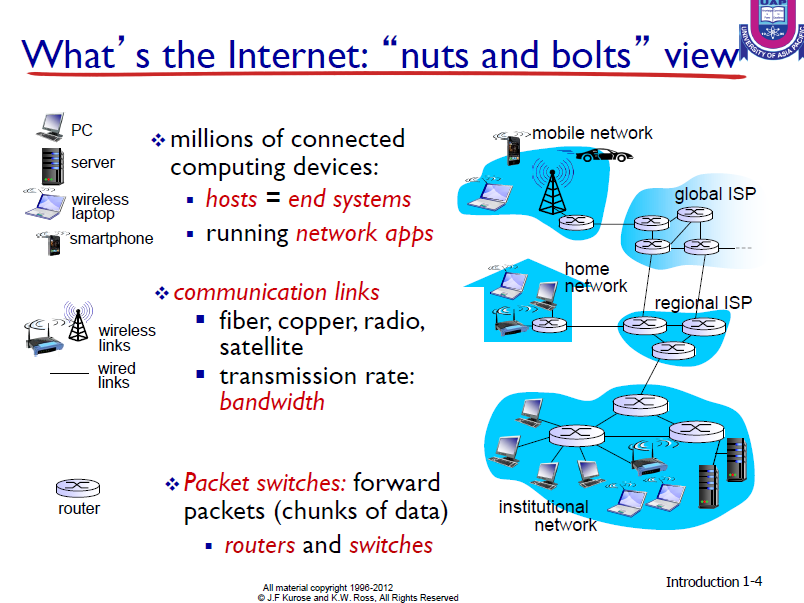 What's the Internet: “nuts and bolts” view
UAP
UNIVERSITY OF ASIA PACIFIC
PC
server
wireless
laptop
smartphone
millions of connected
computing devices:
hosts = end systems
running network apps
communication links
fiber, copper, radio,
satellite
transmission rate:
bandwidth
wireless
links
wired
links
Packet switches: forward
packets (chunks of data)
routers and switches
router
mobile network
global ISP
home
network
regional ISP
institutional
network
All material copyright 1996-2012
© J.F Kurose and K.W. Ross, All Rights Reserved
Introduction 1-4